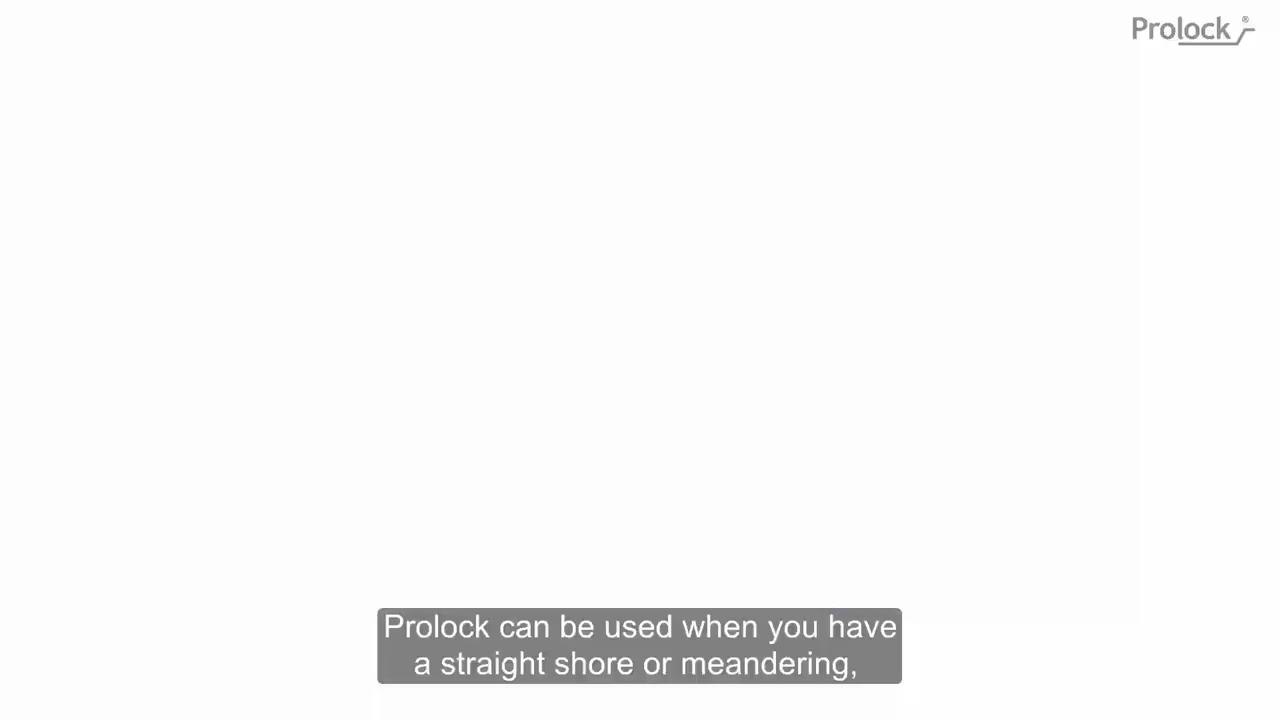 Prolock®
Prolock can be used when you have
a straight shore or meandering,